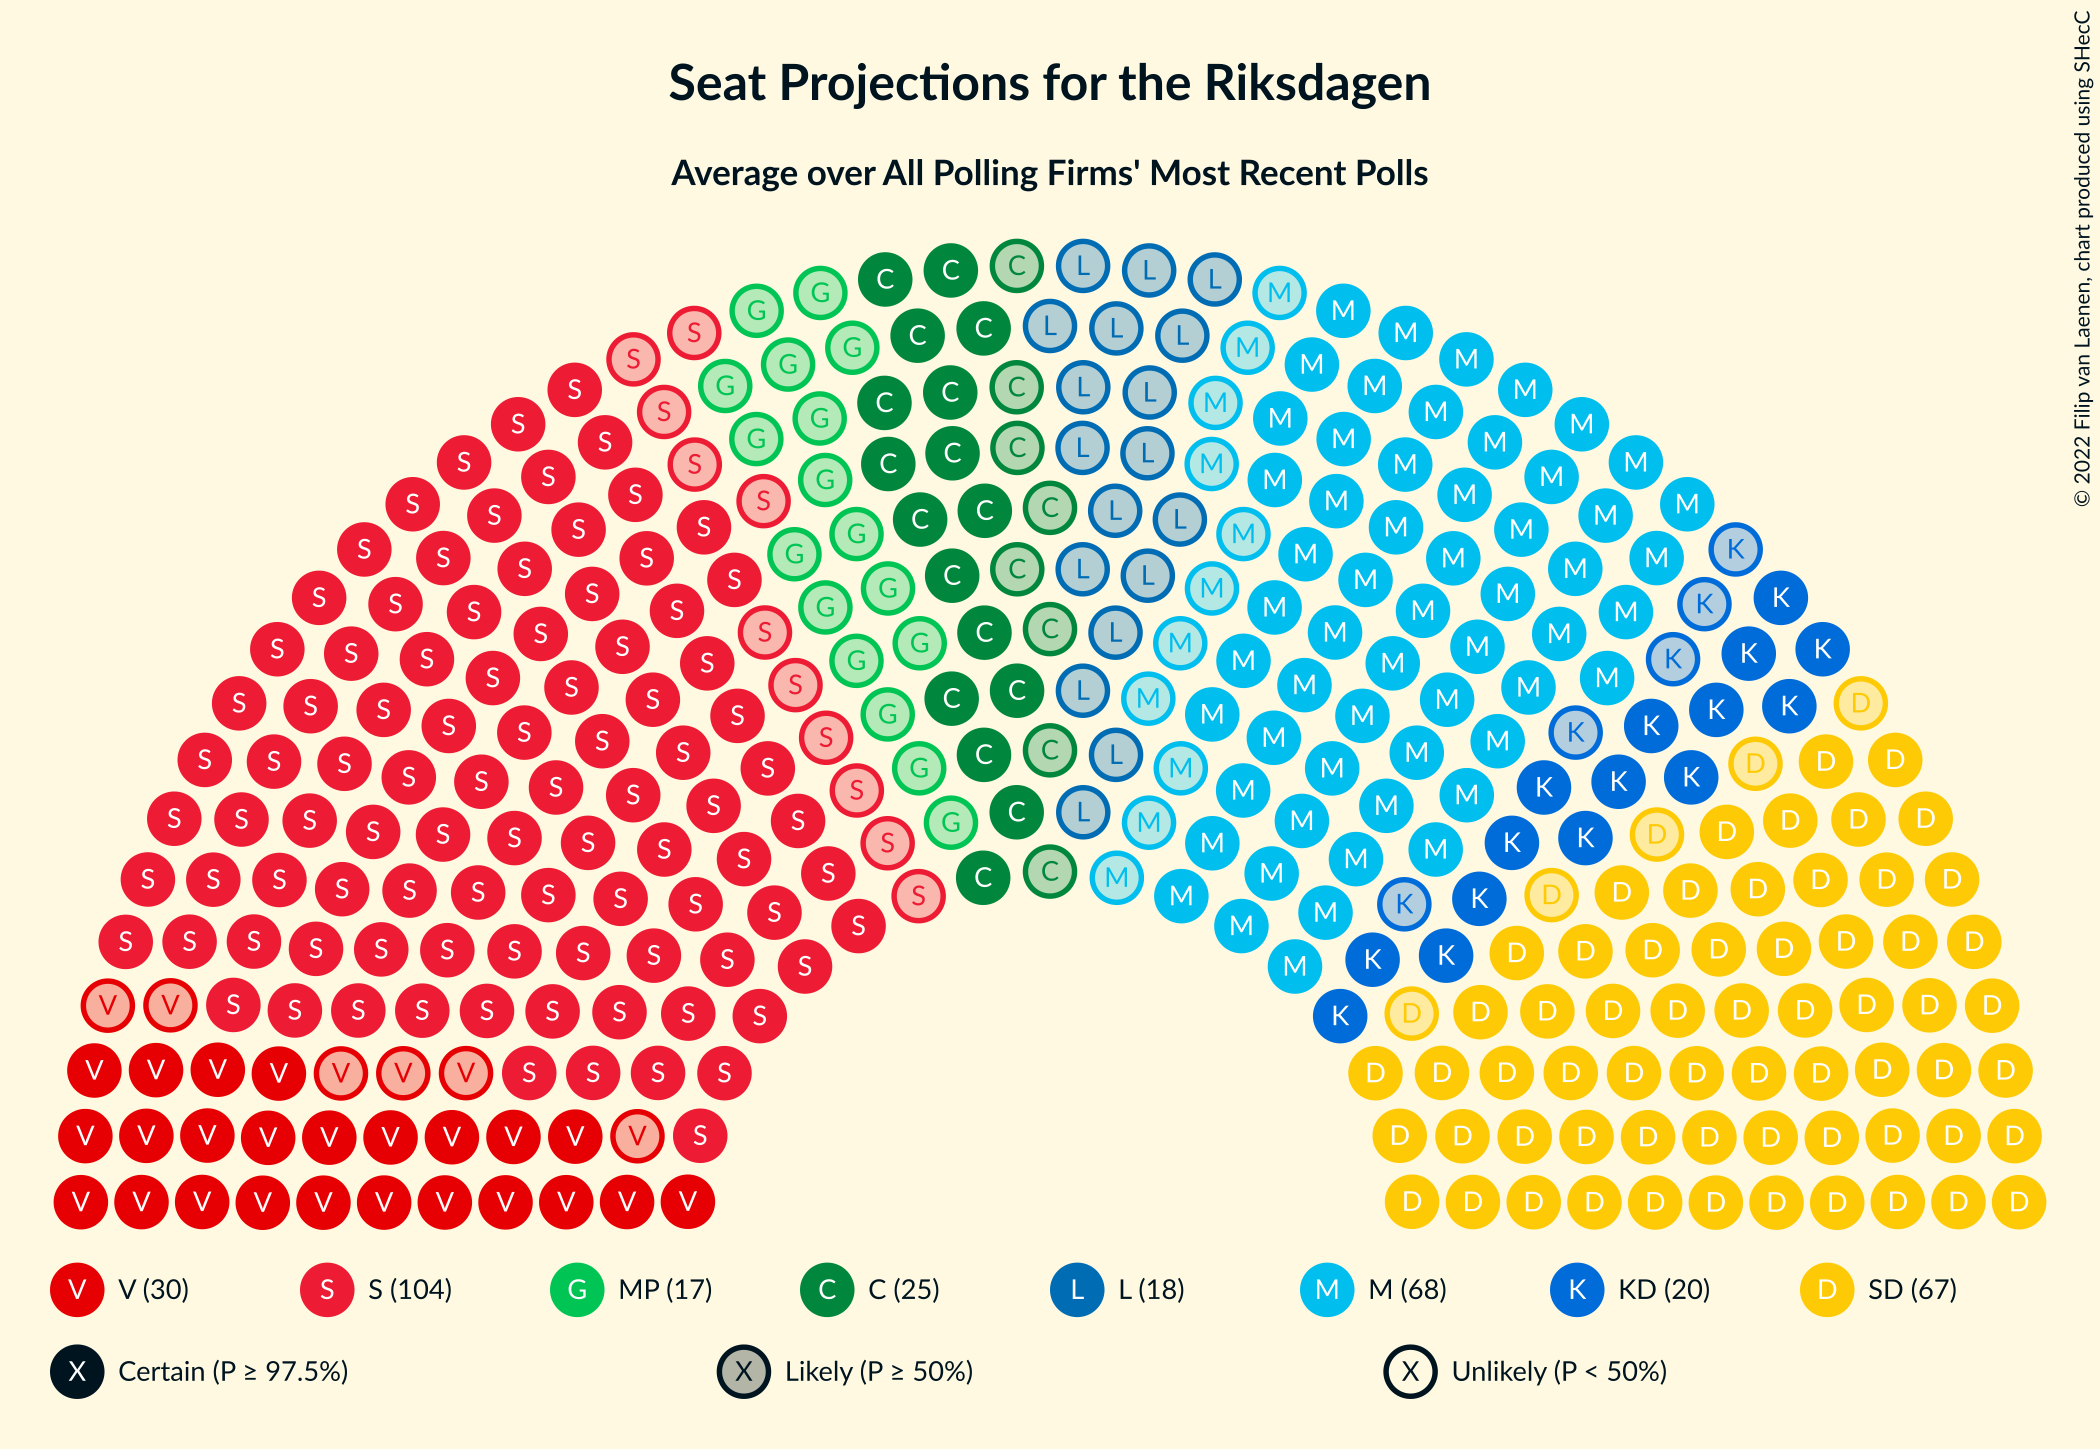 Seat Projections for the Riksdagen
Average over All Polling Firms' Most Recent Polls
© 2022 Filip van Laenen, chart produced using SHecC
V V (30) S S (104) G MP (17) C C (25) L L (18) M M (68) K KD (20) D SD (67)
X Certain (P ≥ 97.5%) X Likely (P ≥ 50%) X Unlikely (P < 50%)